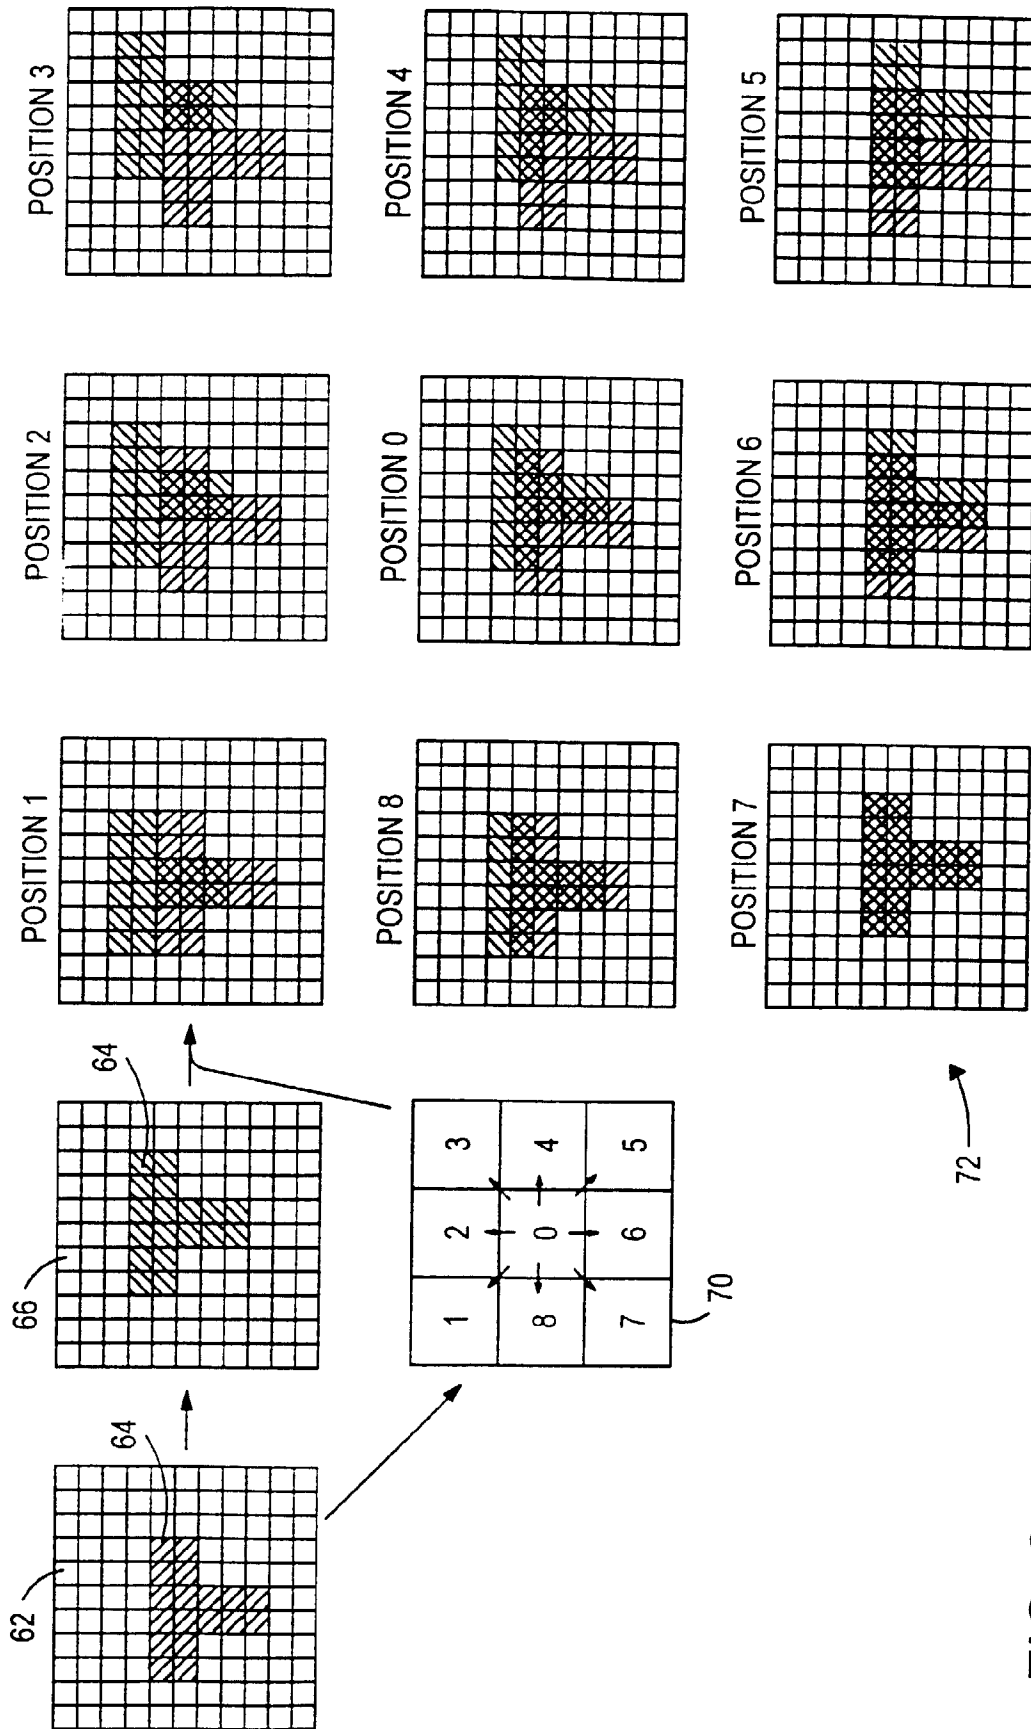 62
64
66
64
POSITION 1
POSITION 2
POSITION 3
1 2 3
8 0 4
7 6 5
70
POSITION 8
POSITION 0
POSITION 4
POSITION 7
POSITION 6
POSITION 5
72